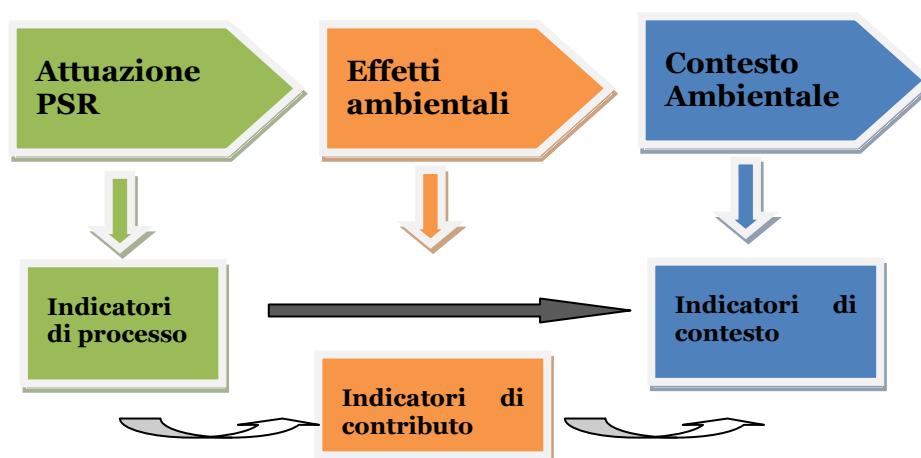 Attuazione
PSR
Effetti
ambientali
Contesto
Ambientale
Indicatori
di processo
Indicatori di
contesto
Indicatori di
contributo